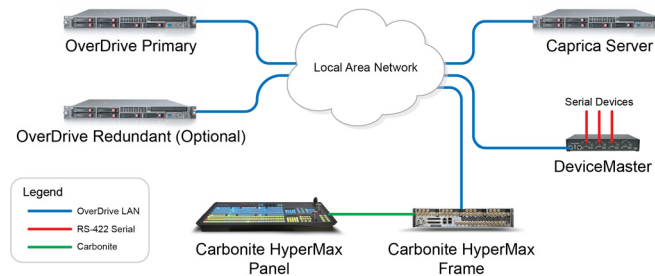 OverDrive Primary
Local Area Network
Caprica Server
OverDrive Redundant (Optional)
Serial Devices
DeviceMaster
Legend
OverDrive LAN
RS-422 Serial
Carbonite
Carbonite HyperMax
Panel
Carbonite HyperMax
Frame